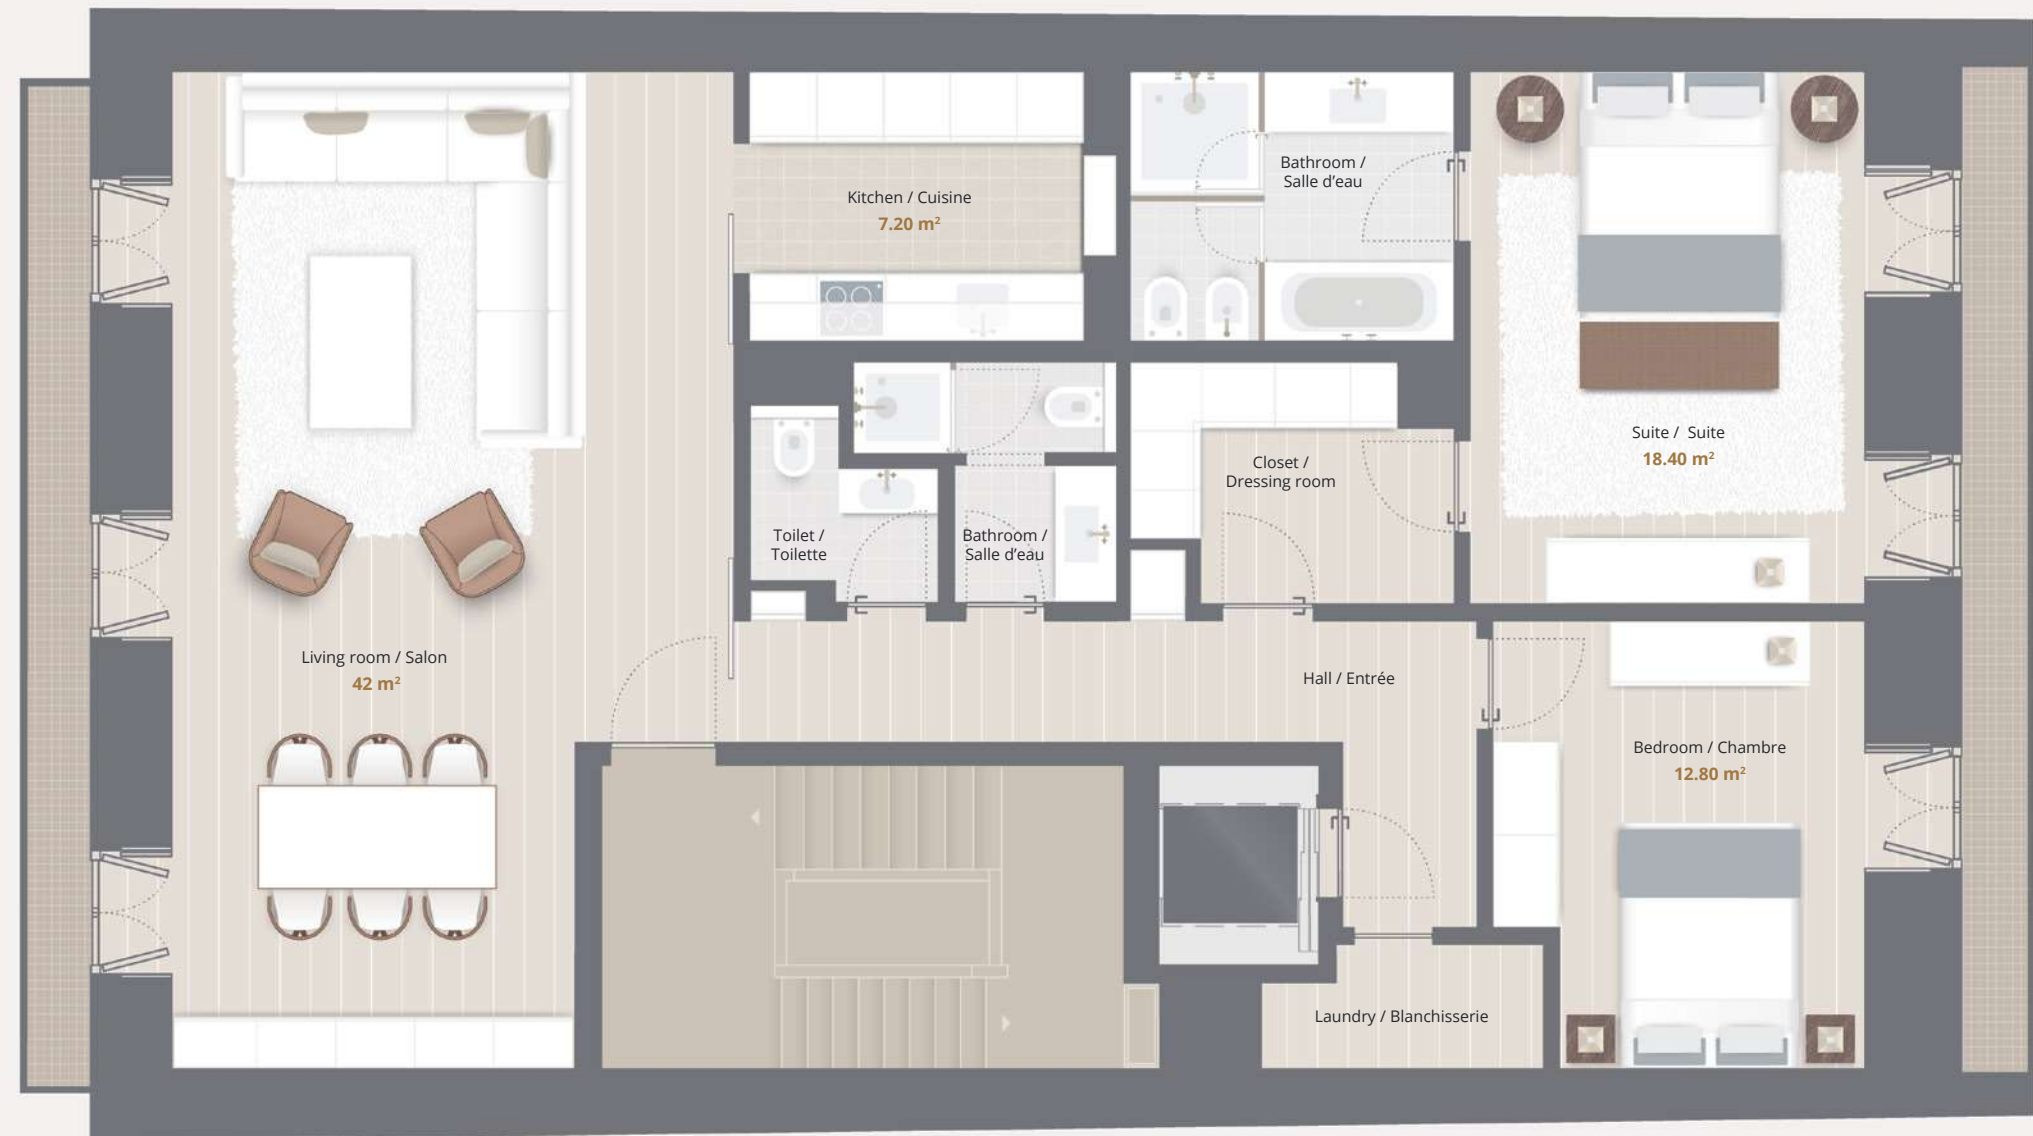 Kitchen / Cuisine
7.20 m²
Bathroom /
Salle d'eau
Suite / Suite
18.40 m²
Closet /
Dressing room
Toilet /
Toilette
Bathroom /
Salle d'eau
Living room / Salon
42 m²
Hall / Entrée
Bedroom / Chambre
12.80 m²
Laundry / Blanchisserie